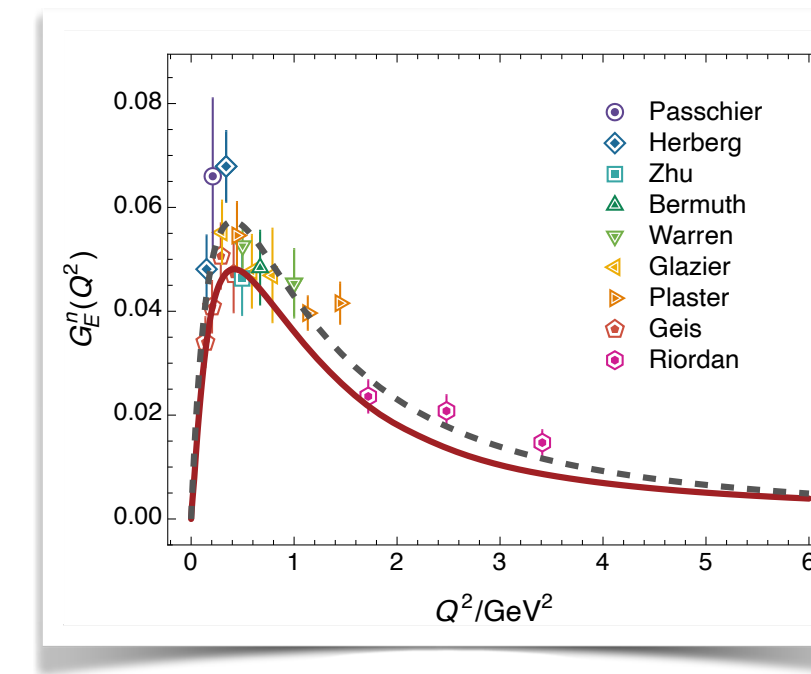 0.08
0.06
0.04
0.02
0.00
G_E^n(Q^2)
Passchier
Herberg
Zhu
Bermuth
Warren
Glazier
Plaster
Geis
Riordan
0 1 2 3 4 5 6
Q^2/GeV^2